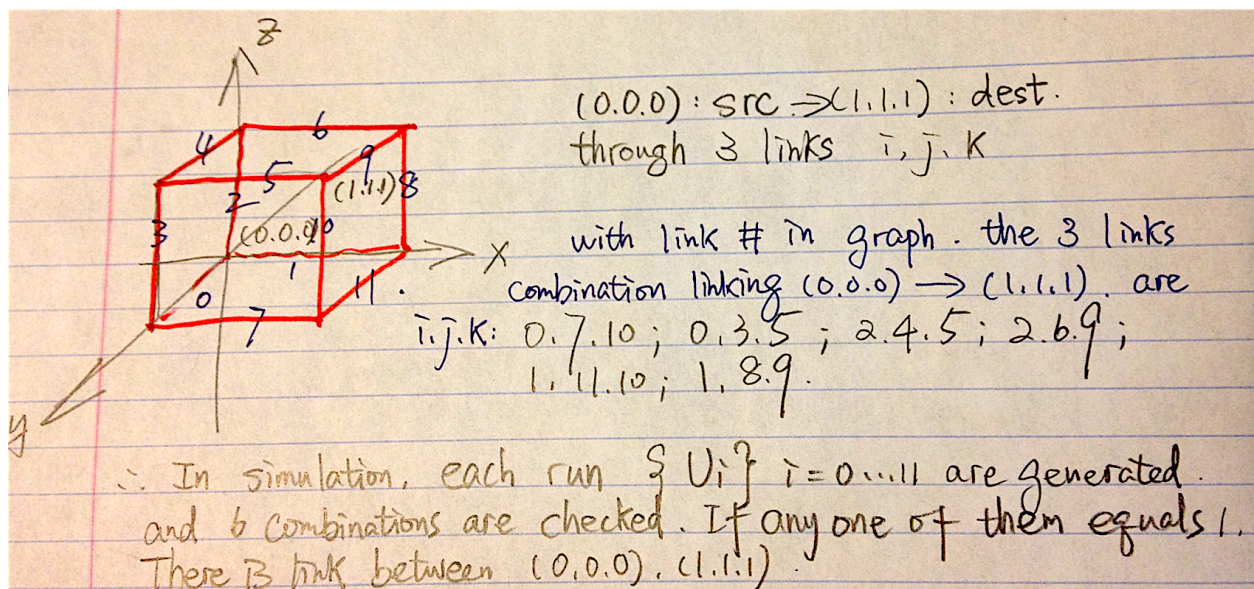 z
6
4
9
5
(1.1.1) 8
2
3
(0.0.0) 10
X
1
0
11.
7
y
(0.0.0) : src → (1.1.1) : dest.
through 3 links i, j. K
with link # in graph. the 3 links
combination linking (0.0.0) → (1.1.1). are
i.j.K: 0.7.10 ; 0.3.5 ; 2.4.5 ; 2.6.9 ;
1. 11.10 ; 1. 8.9.
∴ In simulation, each run {Ui} i=0...11 are generated.
and 6 combinations are checked. If any one of them equals 1.
There is link between (0.0.0). (1.1.1)